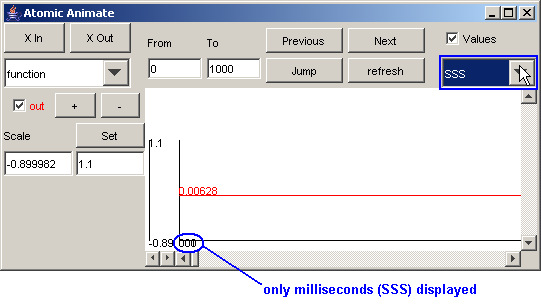 Atomic Animate
X In
X Out
From
To
Previous
Next
Values
function
0
1000
Jump
refresh
SSS
out
+
-
Scale
Set
-0.899982
1.1
1.1
0.00628
-0.89
000
only milliseconds (SSS) displayed